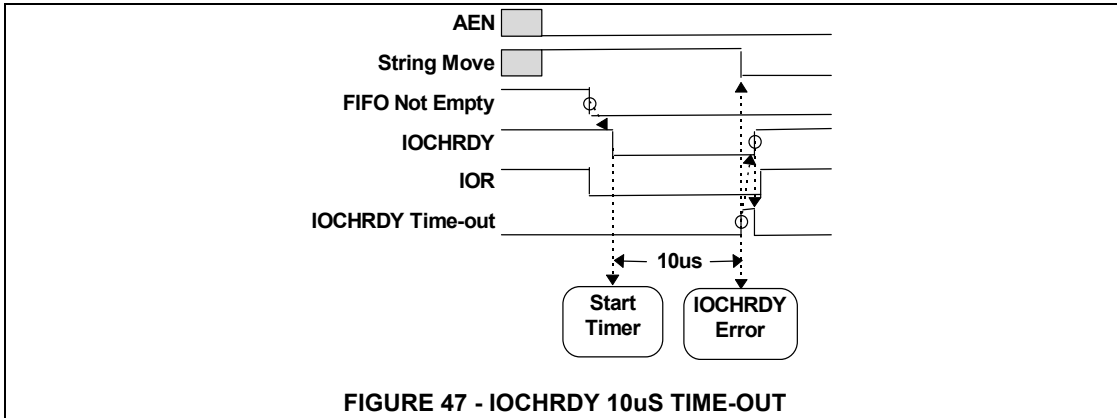 AEN
String Move
FIFO Not Empty
IOCHRDY
IOR
IOCHRDY Time-out
10us
Start
Timer
IOCHRDY
Error
FIGURE 47 - IOCHRDY 10uS TIME-OUT